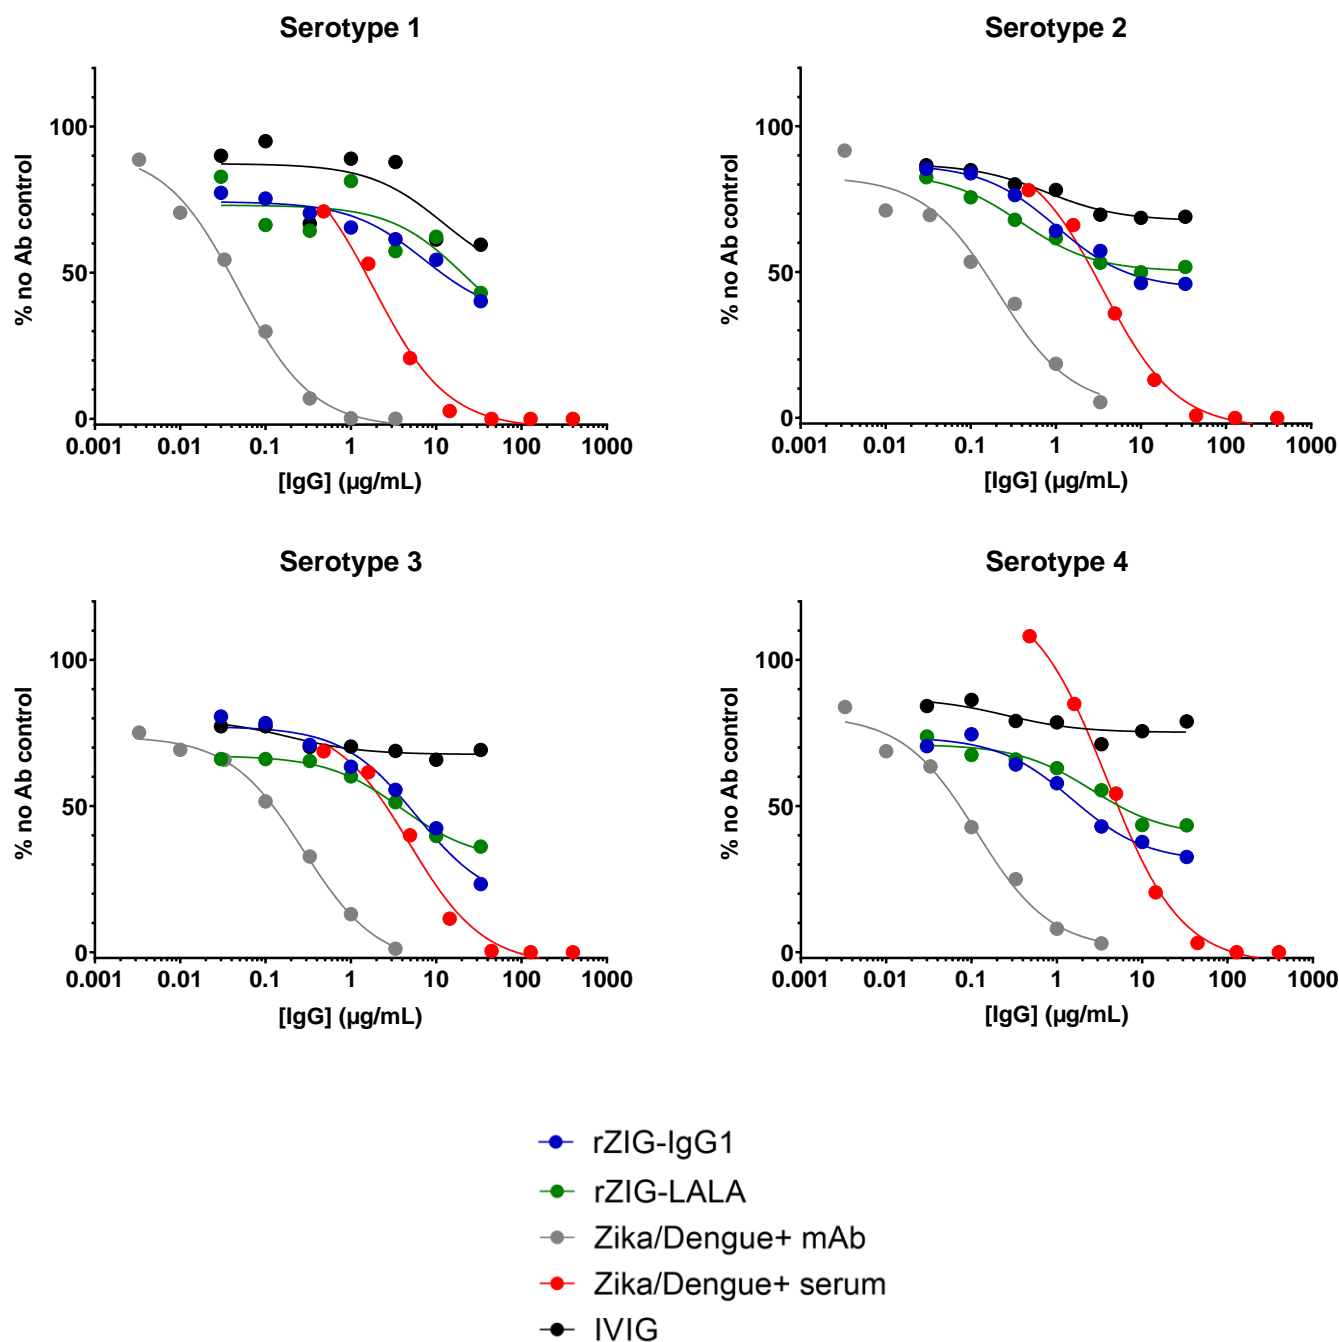 Serotype 1
% no Ab control
100
50
0
0.001 0.01 0.1 1 10 100 1000
[IgG] (µg/mL)
Serotype 2
% no Ab control
100
50
0
0.001 0.01 0.1 1 10 100 1000
[IgG] (µg/mL)
Serotype 3
% no Ab control
100
50
0
0.001 0.01 0.1 1 10 100 1000
[IgG] (µg/mL)
Serotype 4
% no Ab control
100
50
0
0.001 0.01 0.1 1 10 100 1000
[IgG] (µg/mL)
rZIG-IgG1
rZIG-LALA
Zika/Dengue+ mAb
Zika/Dengue+ serum
IVIG